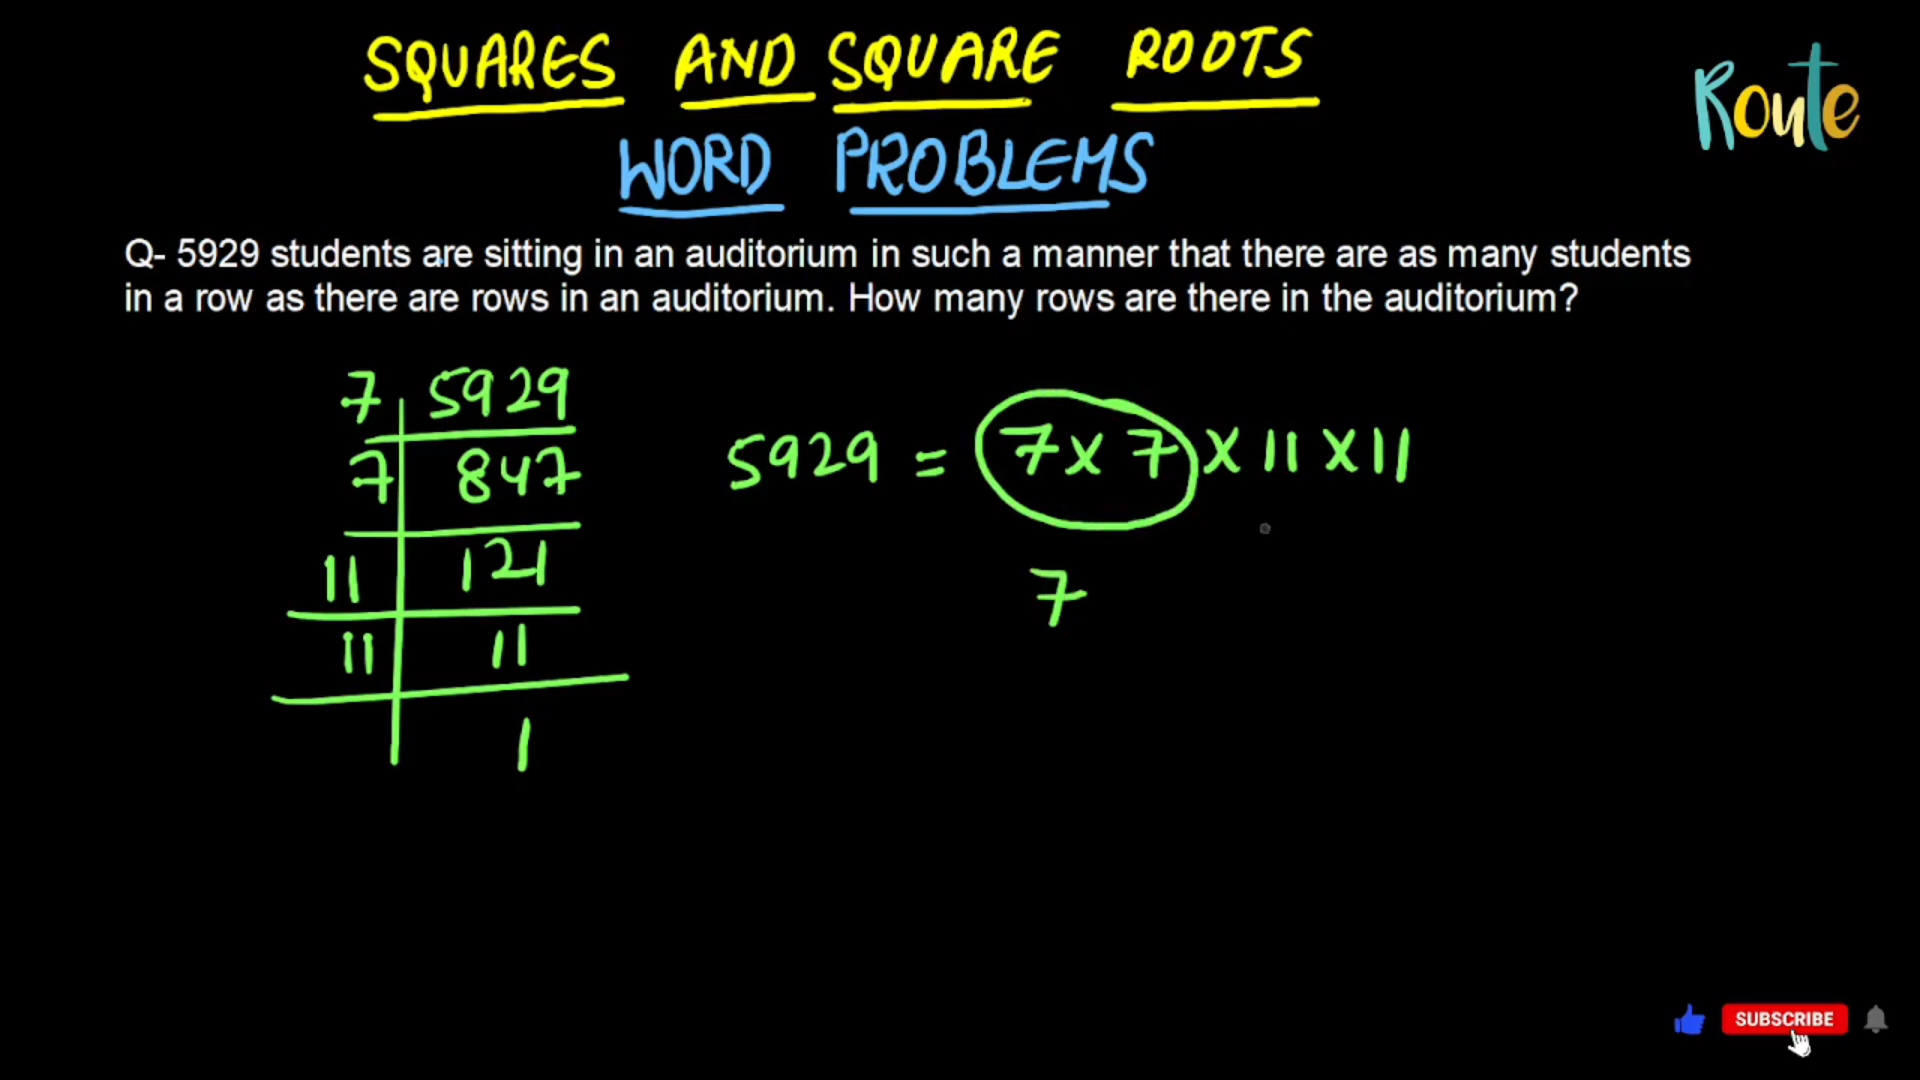 SQUARES AND SQUARE ROOTS
Route
WORD PROBLEMS
Q- 5929 students are sitting in an auditorium in such a manner that there are as many students
in a row as there are rows in an auditorium. How many rows are there in the auditorium?
7 5929
7 847
11 121
11 11
1
5929 = 7 x 7 x 11 x 11
7
SUBSCRIBE